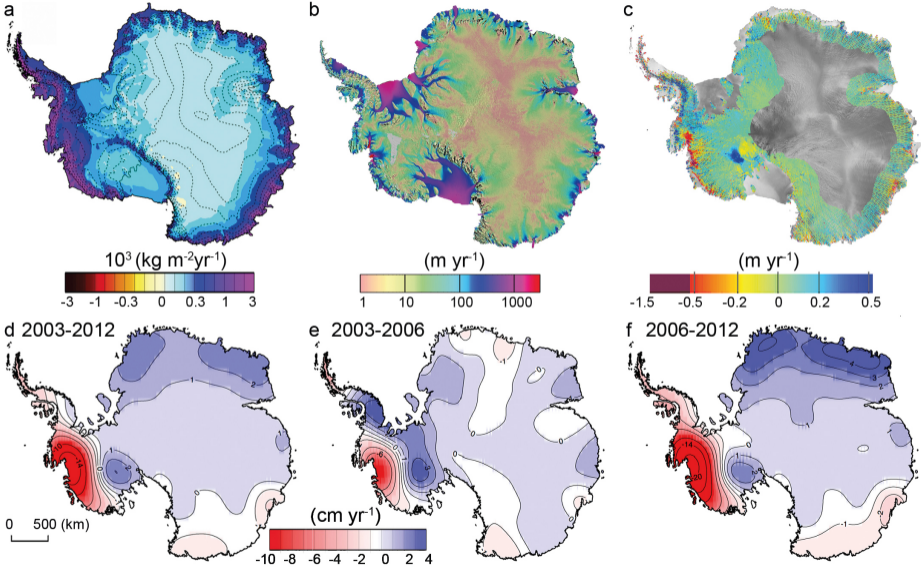 a
b
c
10³ (kg m⁻²yr⁻¹)
-3 -1 -0.3 0 0.3 1 3
(m yr⁻¹)
1 10 100 1000
(m yr⁻¹)
-1.5 -0.5 -0.2 0 0.2 0.5
d 2003-2012
e 2003-2006
f 2006-2012
0 500 (km)
(cm yr⁻¹)
-10 -8 -6 -4 -2 0 2 4